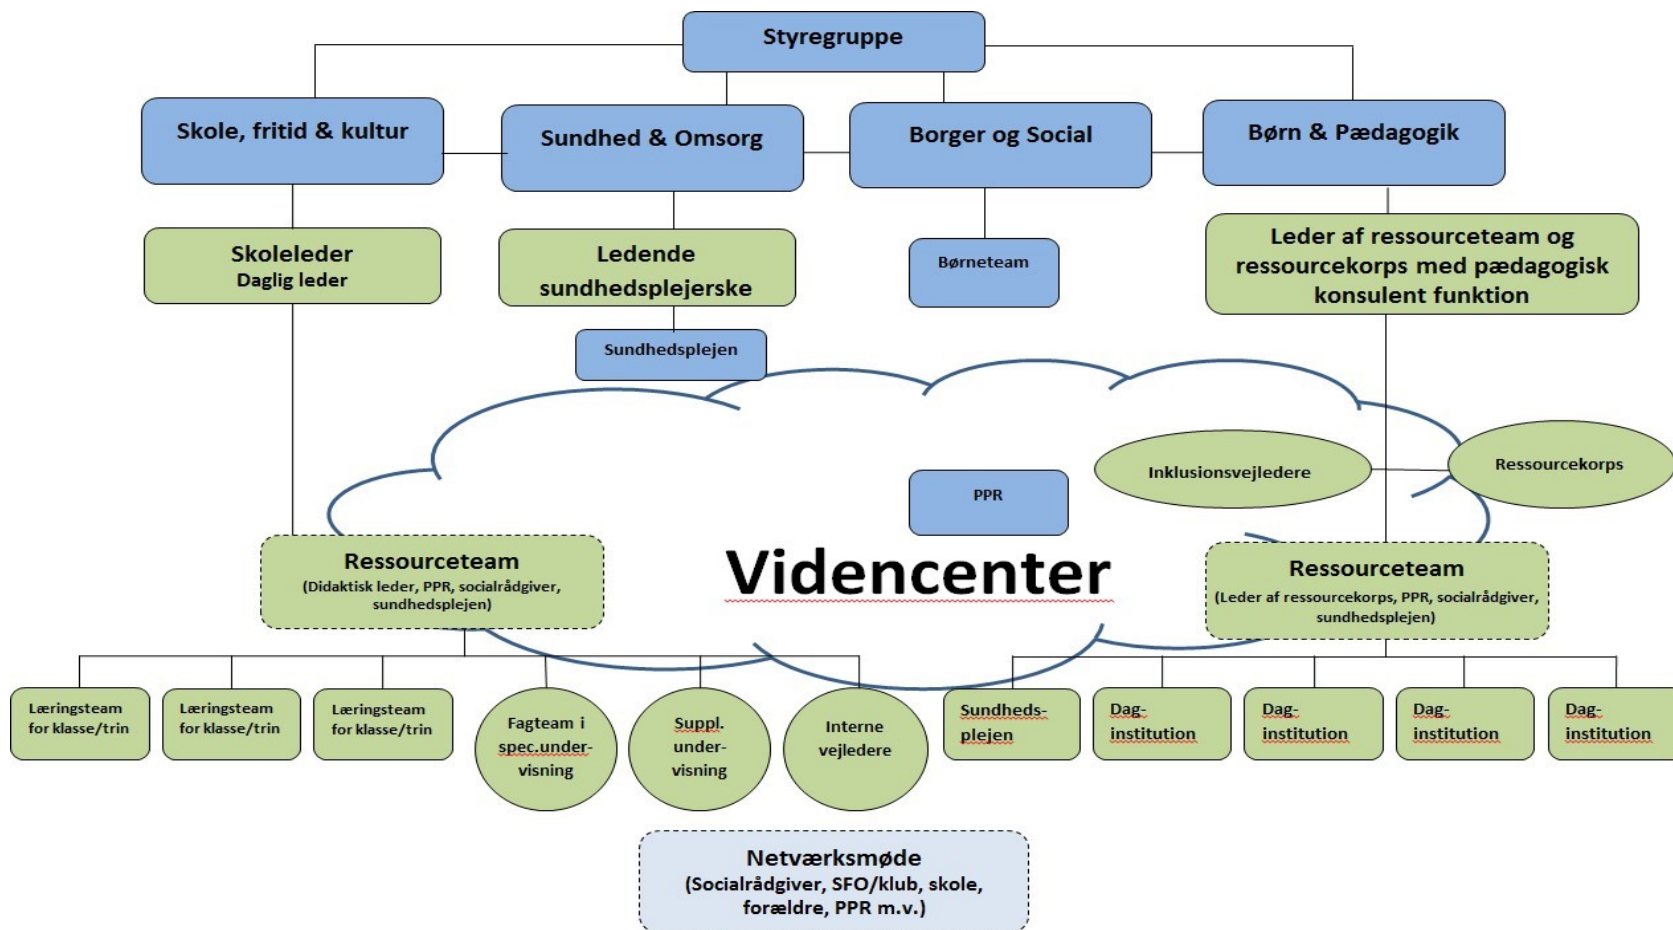 Styregruppe
Skole, fritid & kultur
Sundhed & Omsorg
Borger og Social
Børn & Pædagogik
Skoleleder
Daglig leder
Ledende
sundhedsplejerske
Børneteam
Leder af ressourceteam og
ressourcekorps med pædagogisk
konsulent funktion
Sundhedsplejen
Inklusionsvejledere
Ressourcekorps
PPR
Videncenter
Ressourceteam
(Didaktisk leder, PPR, socialrådgiver,
sundhedsplejen)
Ressourceteam
(Leder af ressourcekorps, PPR, socialrådgiver,
sundhedsplejen)
Læringsteam
for klasse/trin
Læringsteam
for klasse/trin
Læringsteam
for klasse/trin
Fagteam i
spec.under-
visning
Suppl.
under-
visning
Interne
vejledere
Sundheds-
plejen
Dag-
institution
Dag-
institution
Dag-
institution
Dag-
institution
Netværksmøde
(Socialrådgiver, SFO/klub, skole,
forældre, PPR m.v.)